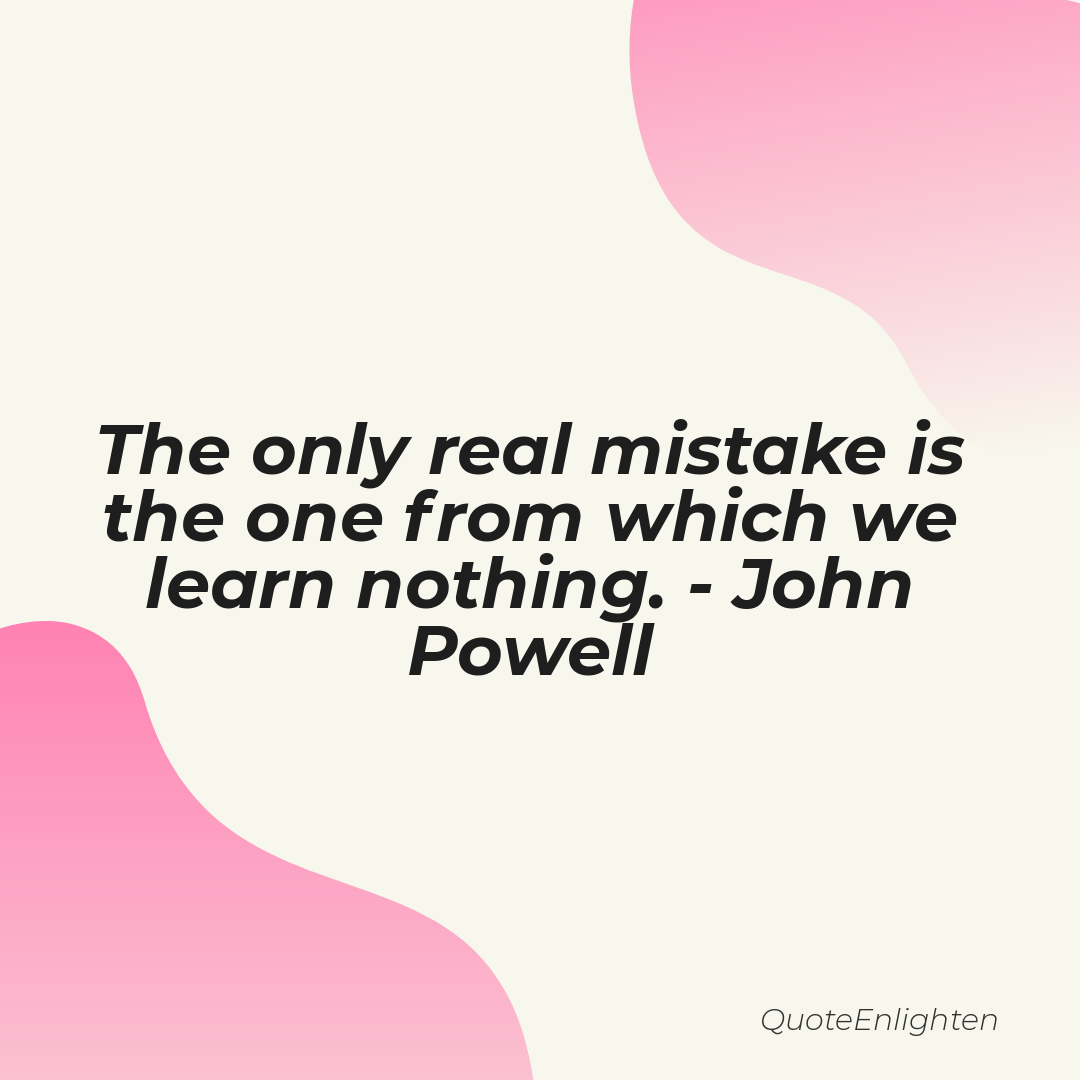 The only real mistake is
the one from which we
learn nothing. - John
Powell
QuoteEnlighten